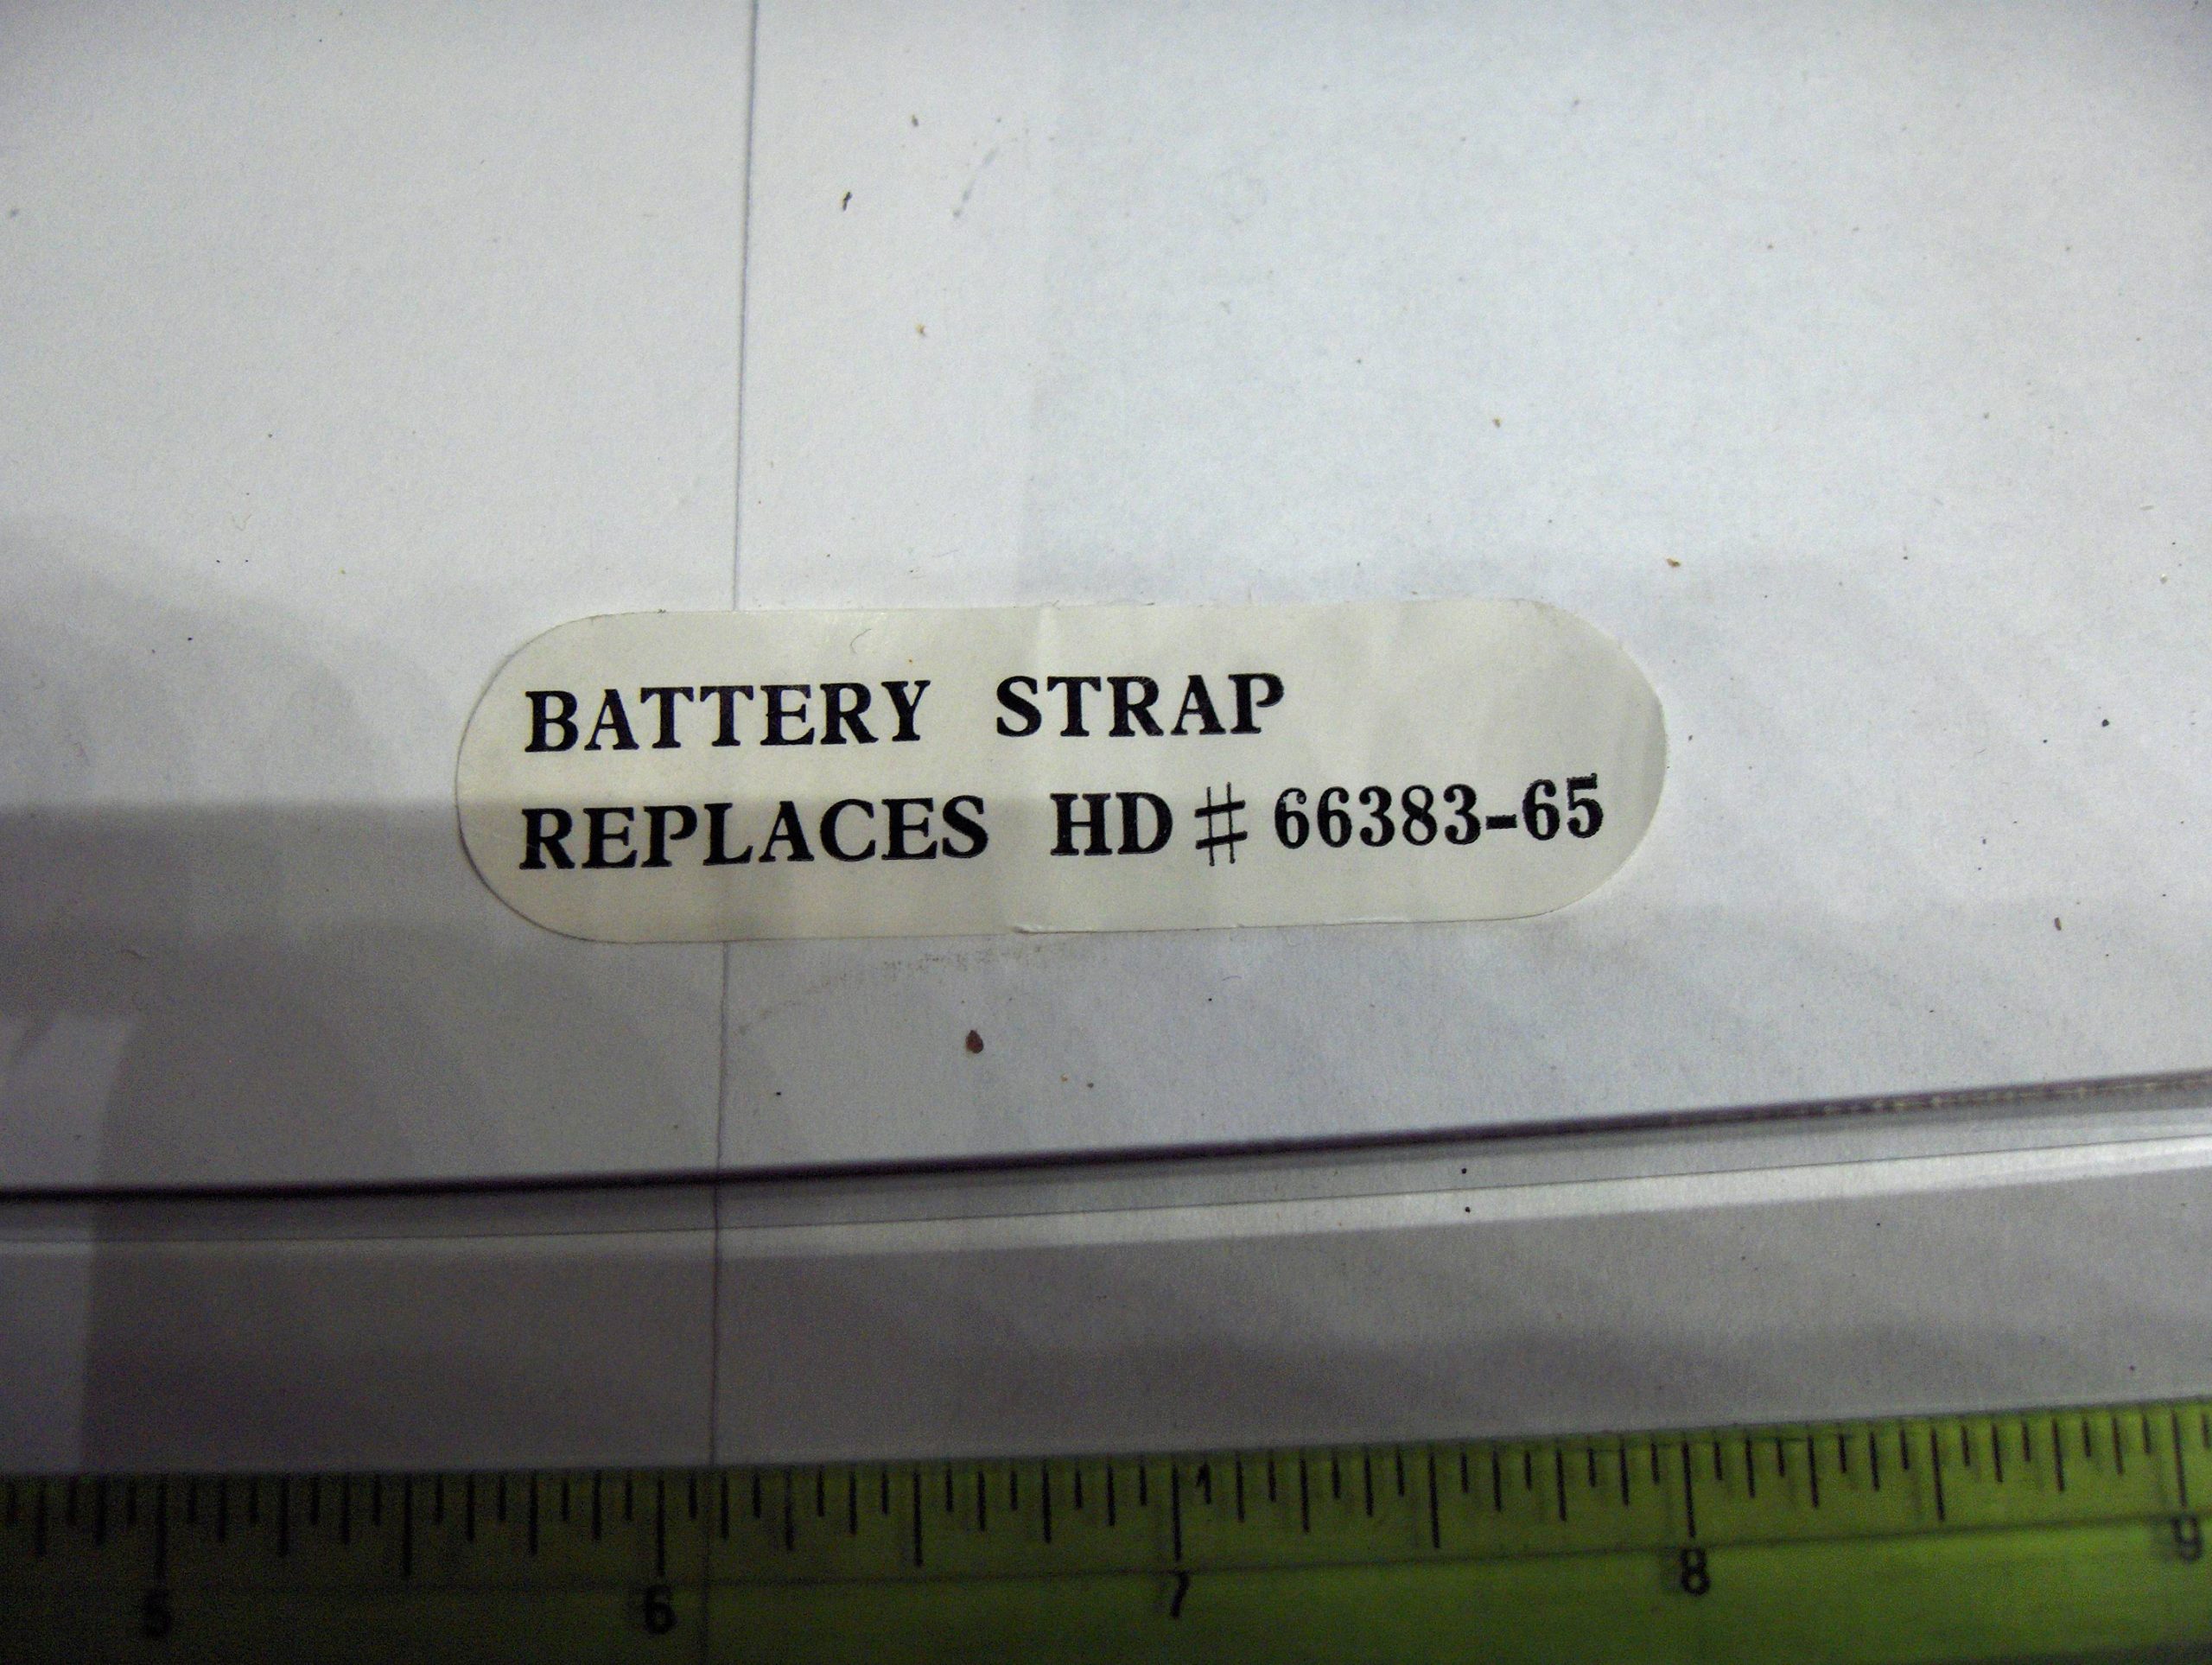 BATTERY STRAP
REPLACES HD # 66383-65
5 6 7 8 9